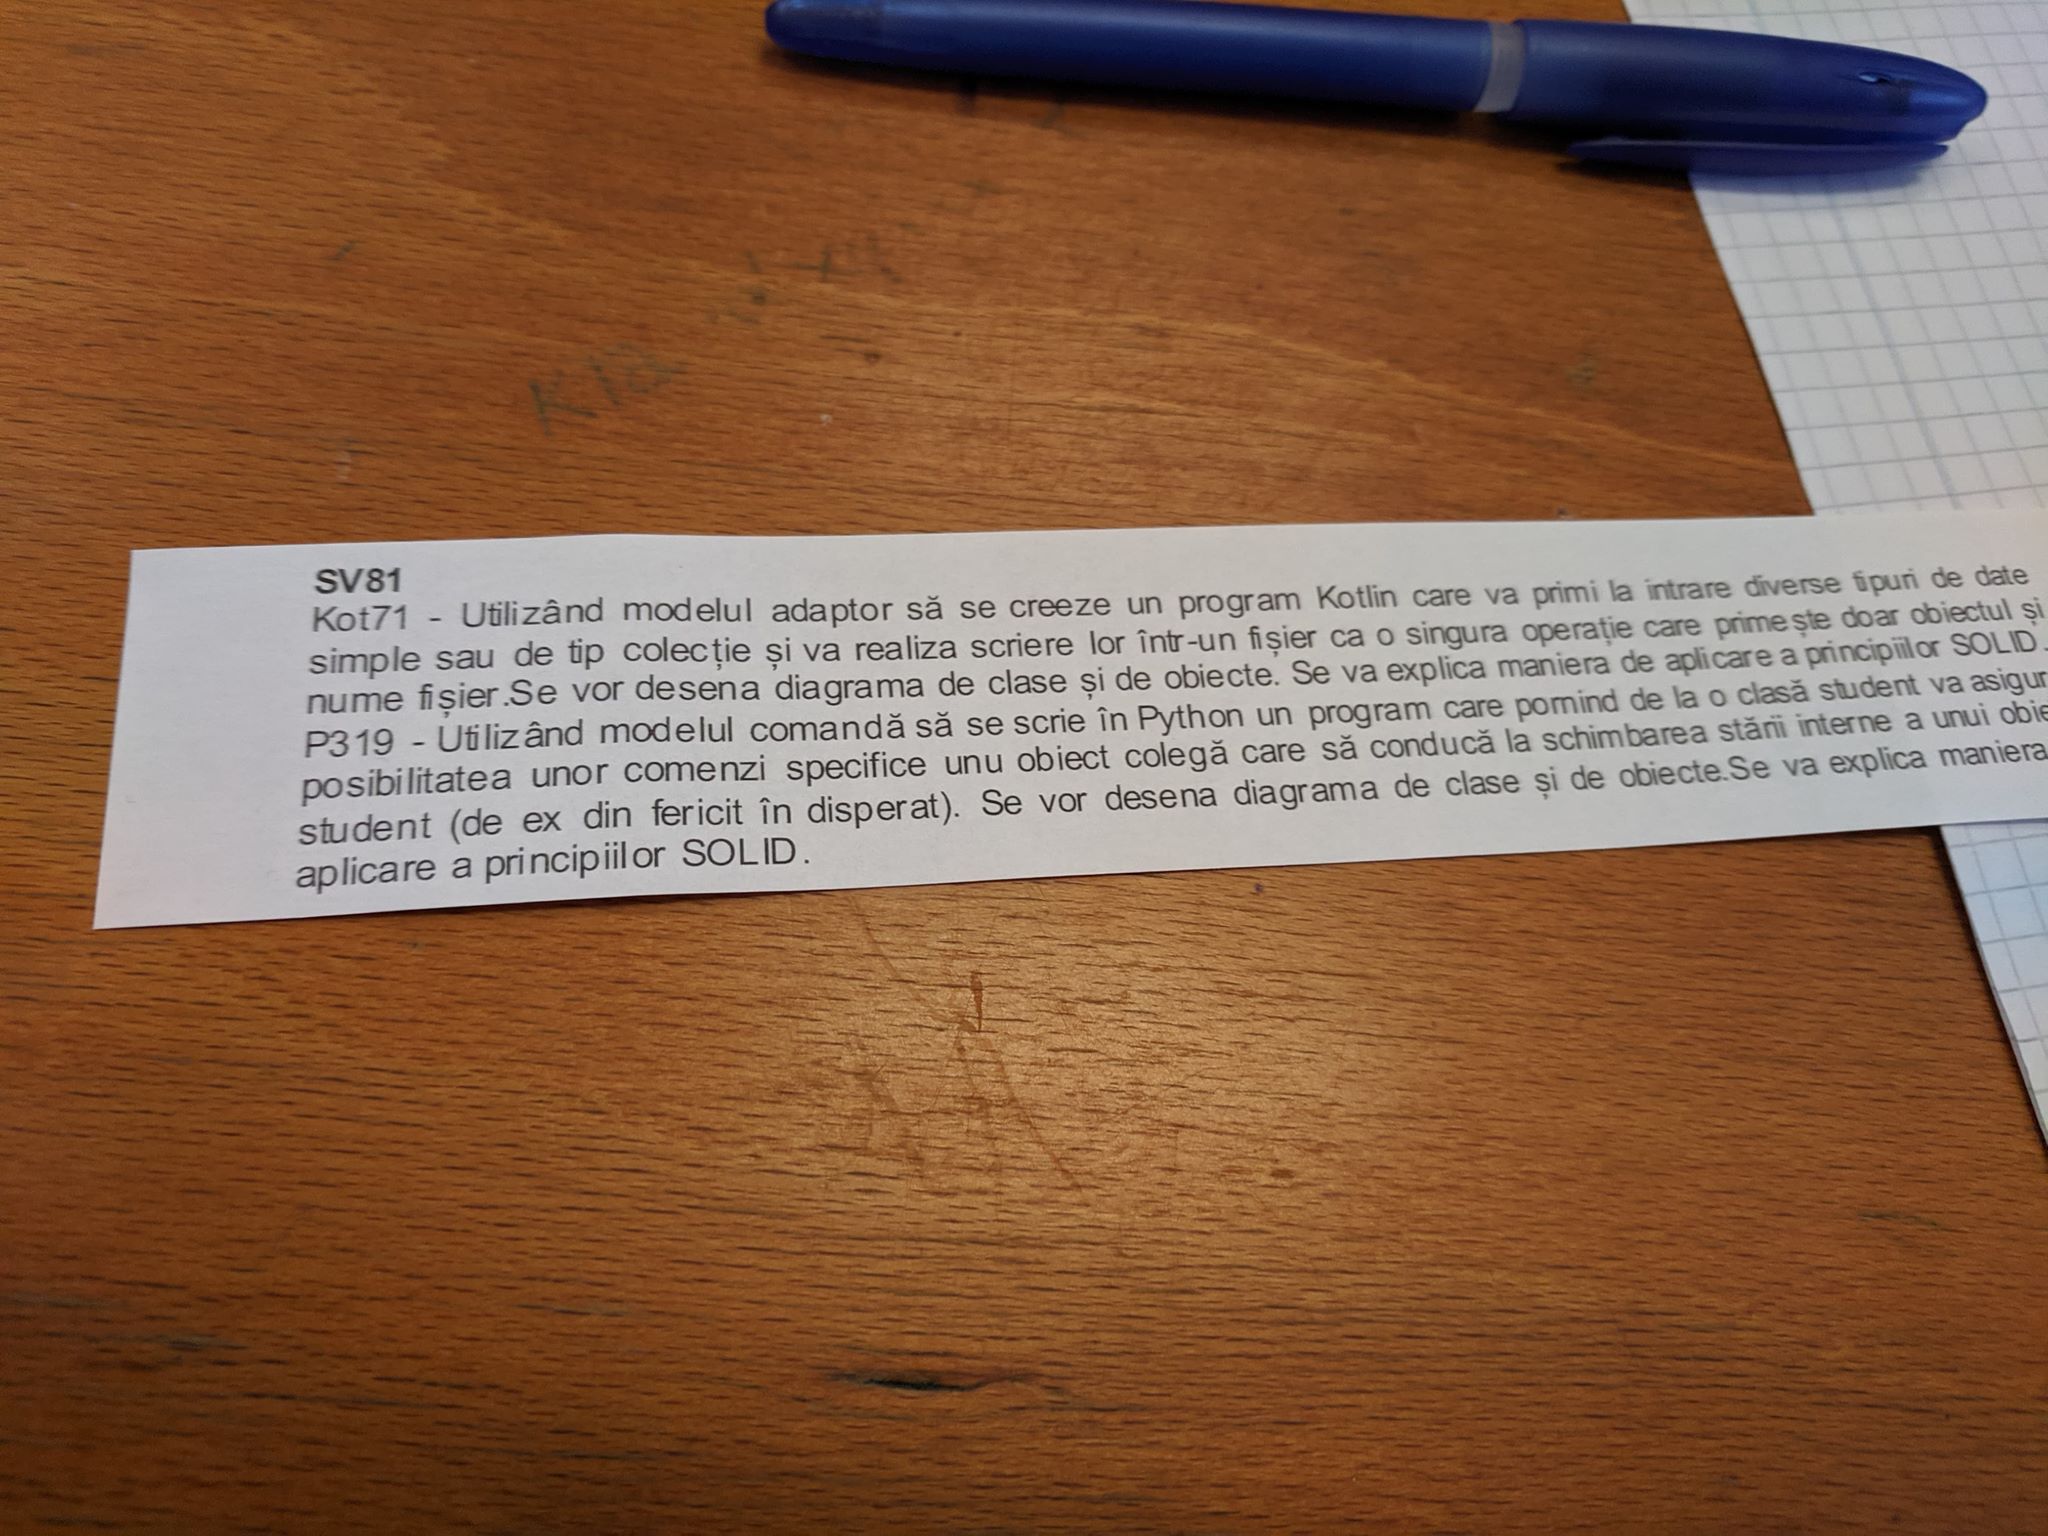 SV81
Kot71 - Utilizând modelul adaptor să se creeze un program Kotlin care va primi la intrare diverse tipuri de date
simple sau de tip colecție și va realiza scriere lor într-un fișier ca o singura operație care primește doar obiectul și
nume fișier.Se vor desena diagrama de clase și de obiecte. Se va explica maniera de aplicare a principiilor SOLID.
P319 - Utilizând modelul comandă să se scrie în Python un program care pornind de la o clasă student va asigur
posibilitatea unor comenzi specifice unu obiect colegă care să conducă la schimbarea stării interne a unui obie
student (de ex din fericit în disperat). Se vor desena diagrama de clase și de obiecte.Se va explica maniera
aplicare a principiilor SOLID.